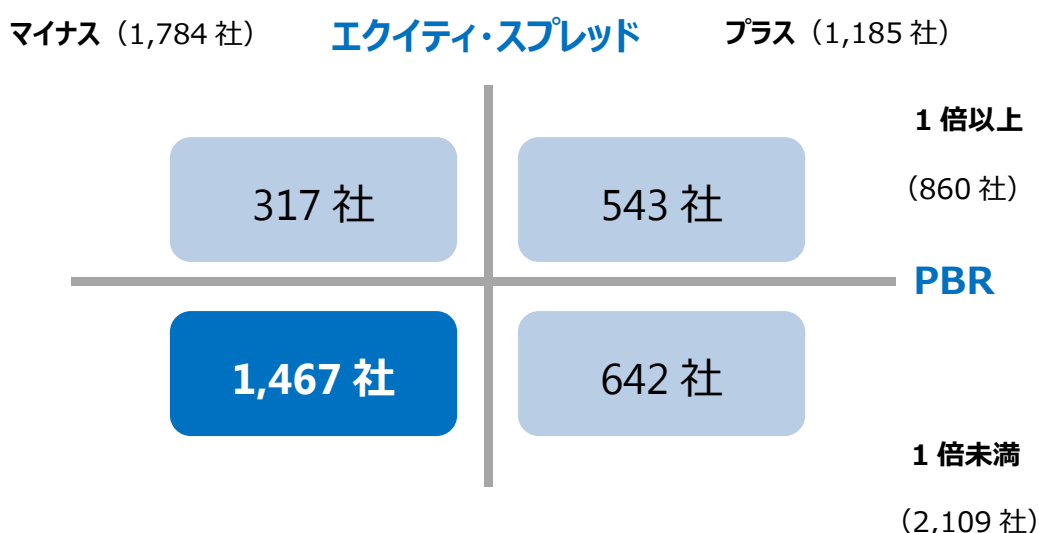 マイナス（1,784 社） エクイティ・スプレッド プラス（1,185 社）
1 倍以上
317 社 543 社 （860 社）
PBR
1,467 社 642 社
1 倍未満
（2,109 社）